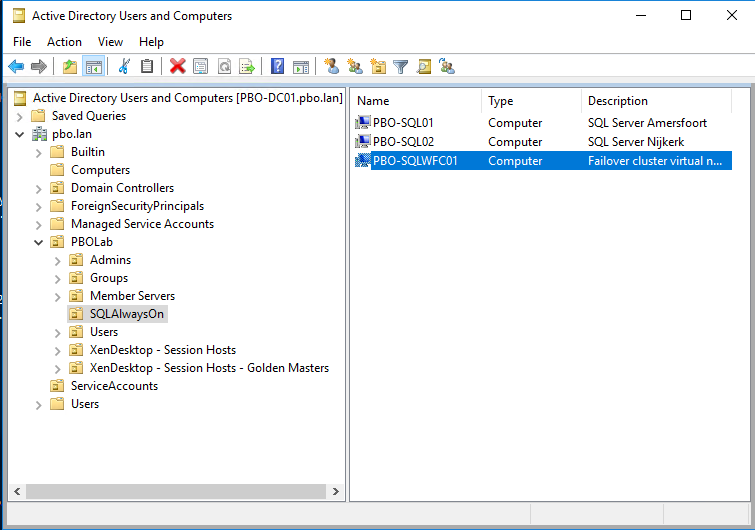 Active Directory Users and Computers
File Action View Help
Active Directory Users and Computers [PBO-DC01.pbo.lan]
Saved Queries
pbo.lan
Builtin
Computers
Domain Controllers
ForeignSecurityPrincipals
Managed Service Accounts
PBOLab
Admins
Groups
Member Servers
SQLAlwaysOn
Users
XenDesktop - Session Hosts
XenDesktop - Session Hosts - Golden Masters
ServiceAccounts
Users
Name Type Description
PBO-SQL01 Computer SQL Server Amersfoort
PBO-SQL02 Computer SQL Server Nijkerk
PBO-SQLWFC01 Computer Failover cluster virtual n...